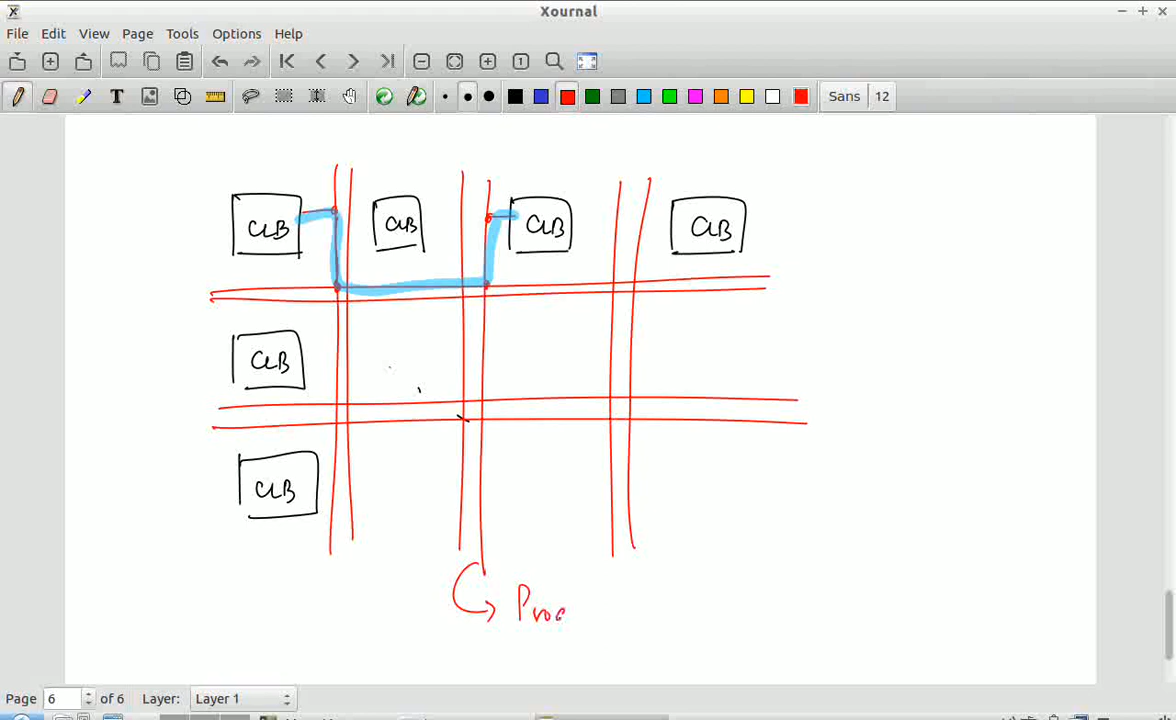 Xournal
File Edit View Page Tools Options Help
Sans 12
CLB CLB CLB CLB
CLB
CLB
Page 6 of 6 Layer: Layer 1